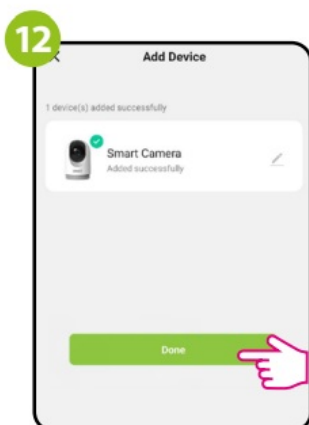 12
Add Device
1 device(s) added successfully
Smart Camera
Added successfully
Done